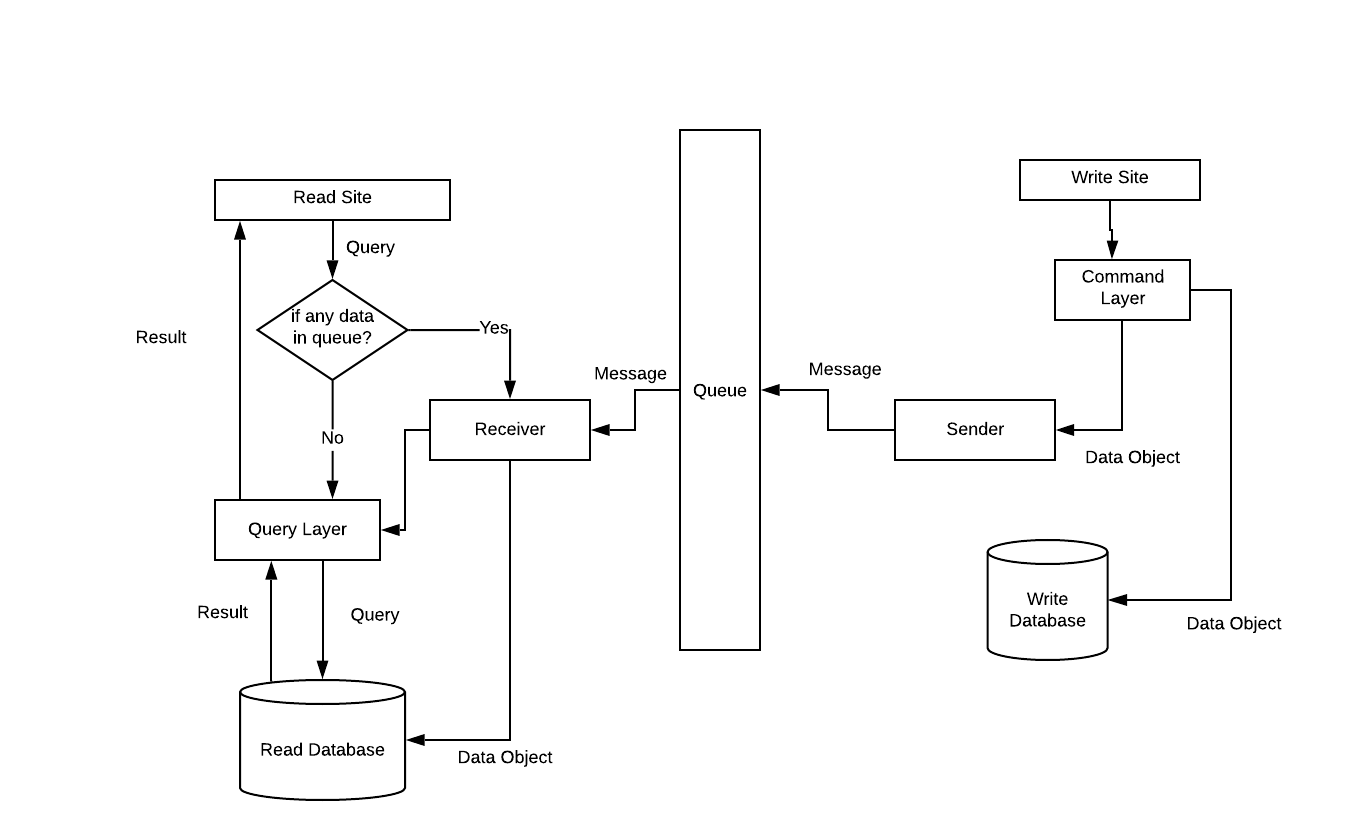 Write Site
Read Site
Query
Command
Layer
if any data
in queue?
Yes
Result
Message
Message
Queue
Receiver
Sender
No
Data Object
Query Layer
Result
Query
Write
Database
Data Object
Read Database
Data Object